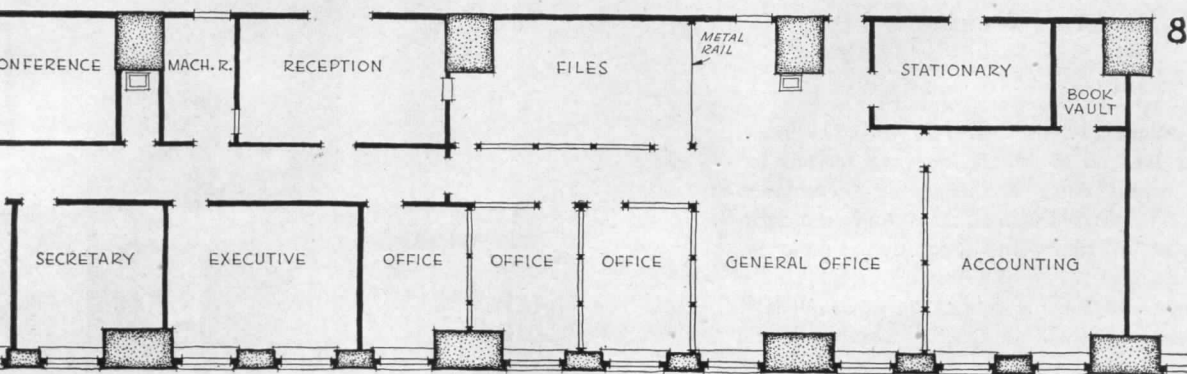 ONFERENCE
MACH. R.
RECEPTION
FILES
METAL
RAIL
STATIONARY
BOOK
VAULT
8
SECRETARY
EXECUTIVE
OFFICE
OFFICE
OFFICE
GENERAL OFFICE
ACCOUNTING